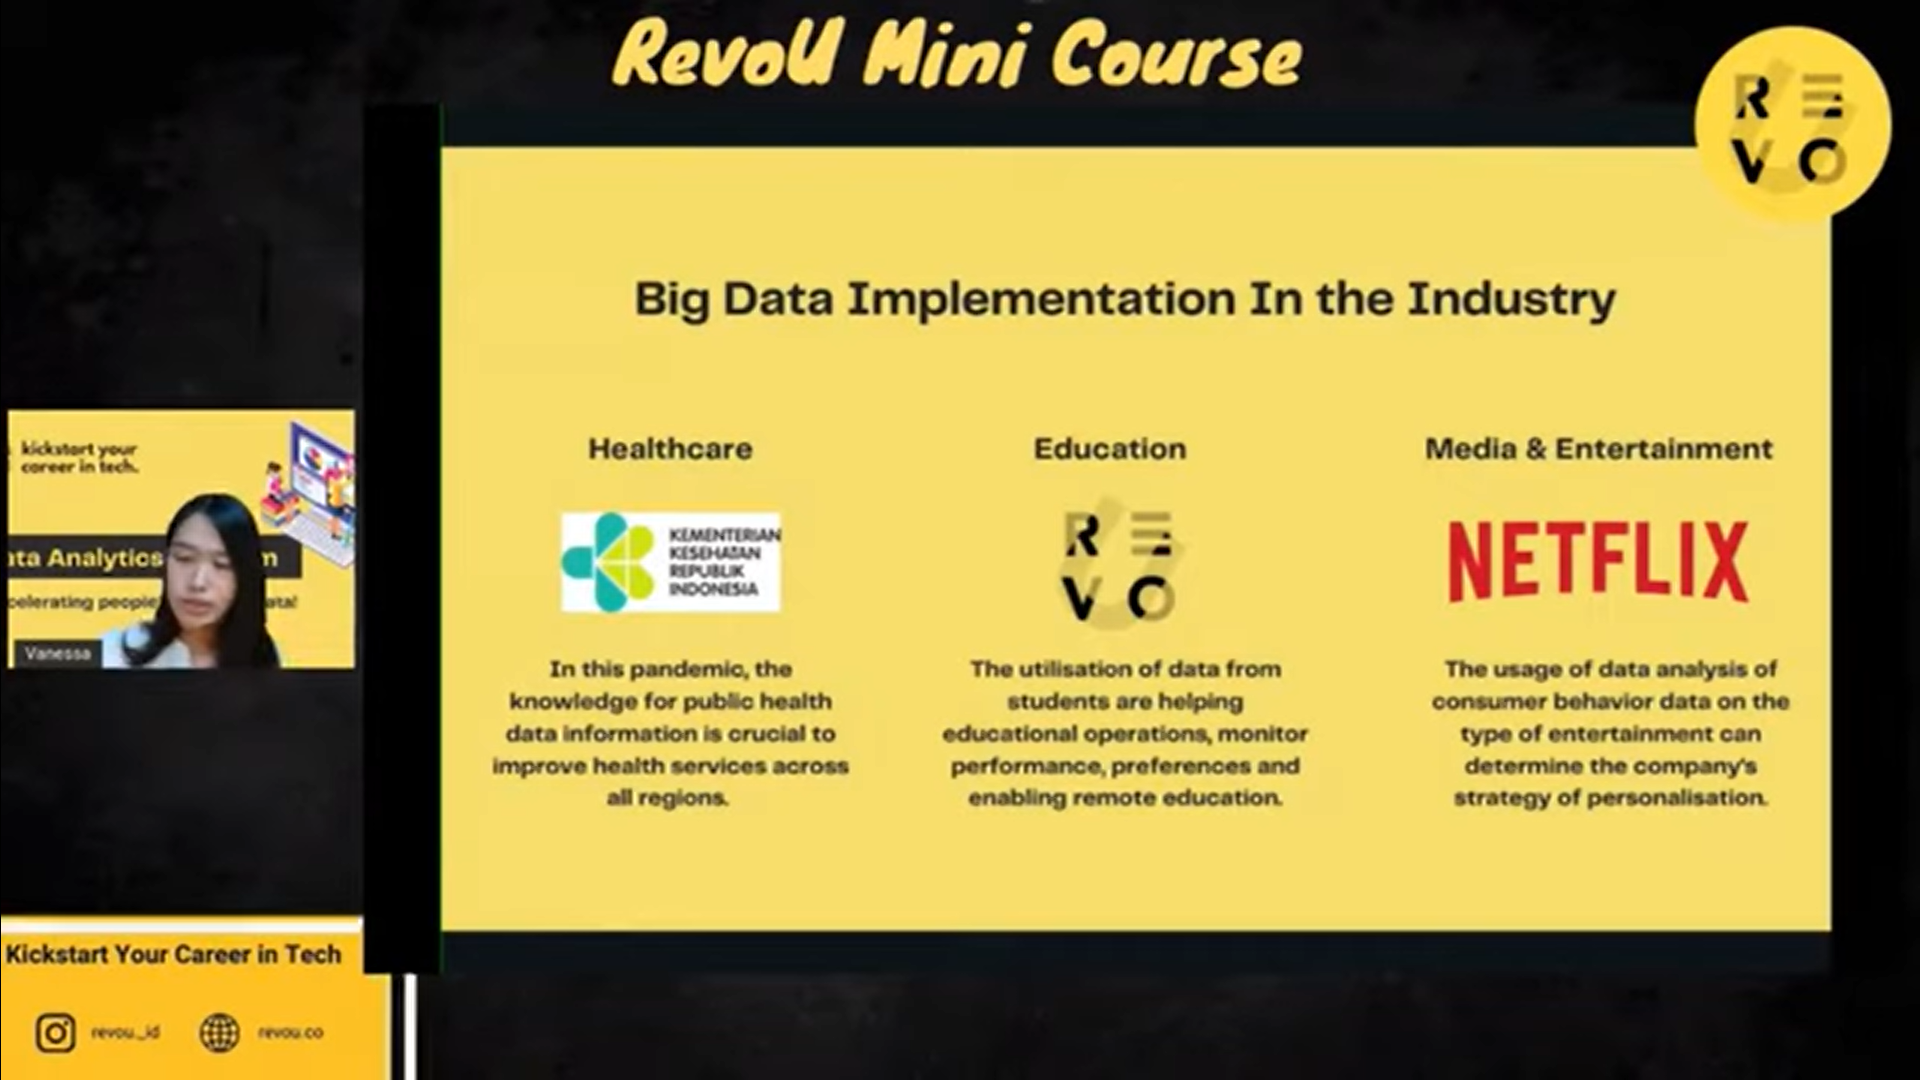 RevoU Mini Course
R E
V O
Big Data Implementation In the Industry
Healthcare
KEMENTERIAN
KESEHATAN
REPUBLIK
INDONESIA
In this pandemic, the
knowledge for public health
data information is crucial to
improve health services across
all regions.
Education
R E
V O
The utilisation of data from
students are helping
educational operations, monitor
performance, preferences and
enabling remote education.
Media & Entertainment
NETFLIX
The usage of data analysis of
consumer behavior data on the
type of entertainment can
determine the company's
strategy of personalisation.
kickstart your
career in tech.
ata Analytics m
celerating people ata!
Vanessa
Kickstart Your Career in Tech
revou_id revou.co